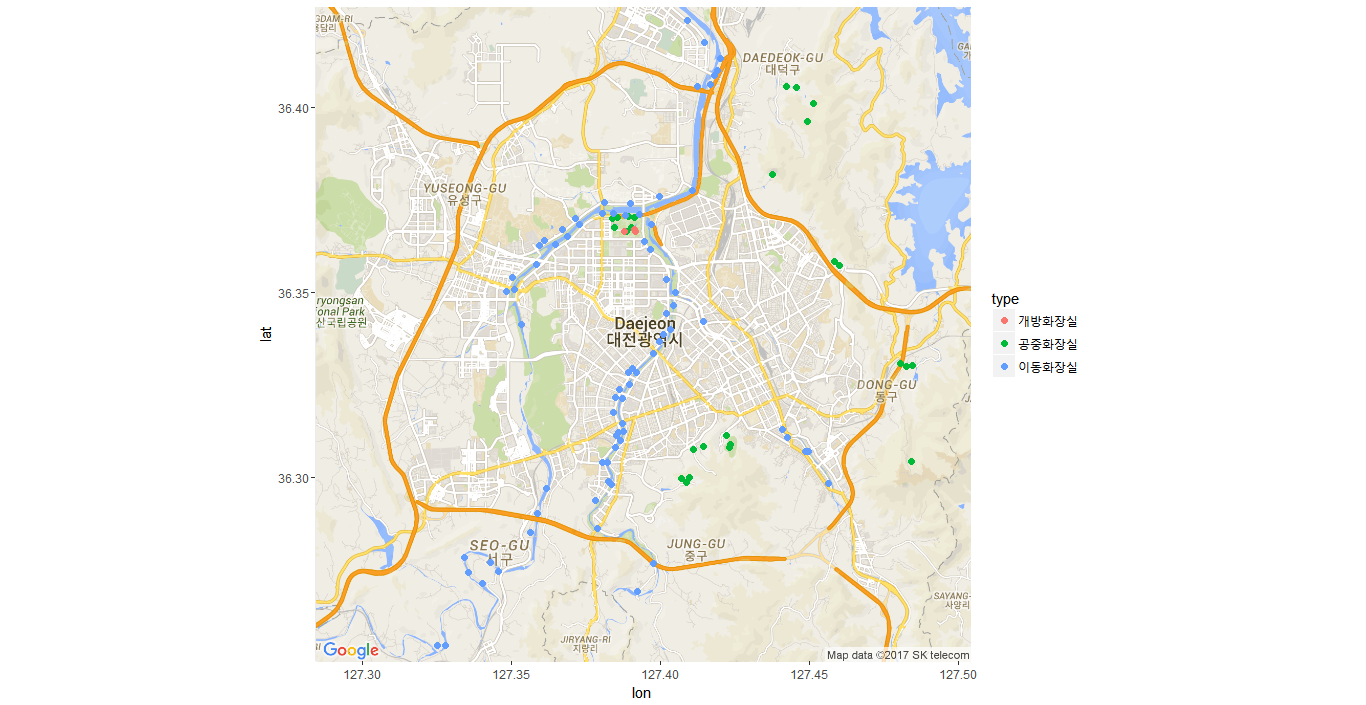 용담리
DAEDEOK-GU
대덕구
36.40
YUSEONG-GU
유성구
36.35
ryongsan
ional Park
산국립공원
Daejeon
대전광역시
lat
type
개방화장실
공중화장실
이동화장실
DONG-GU
동구
36.30
SEO-GU
서구
JUNG-GU
중구
SAYANG-
사양리
JIRYANG-RI
지량리
Google
Map data ©2017 SK telecom
127.30
127.35
127.40
127.45
127.50
lon